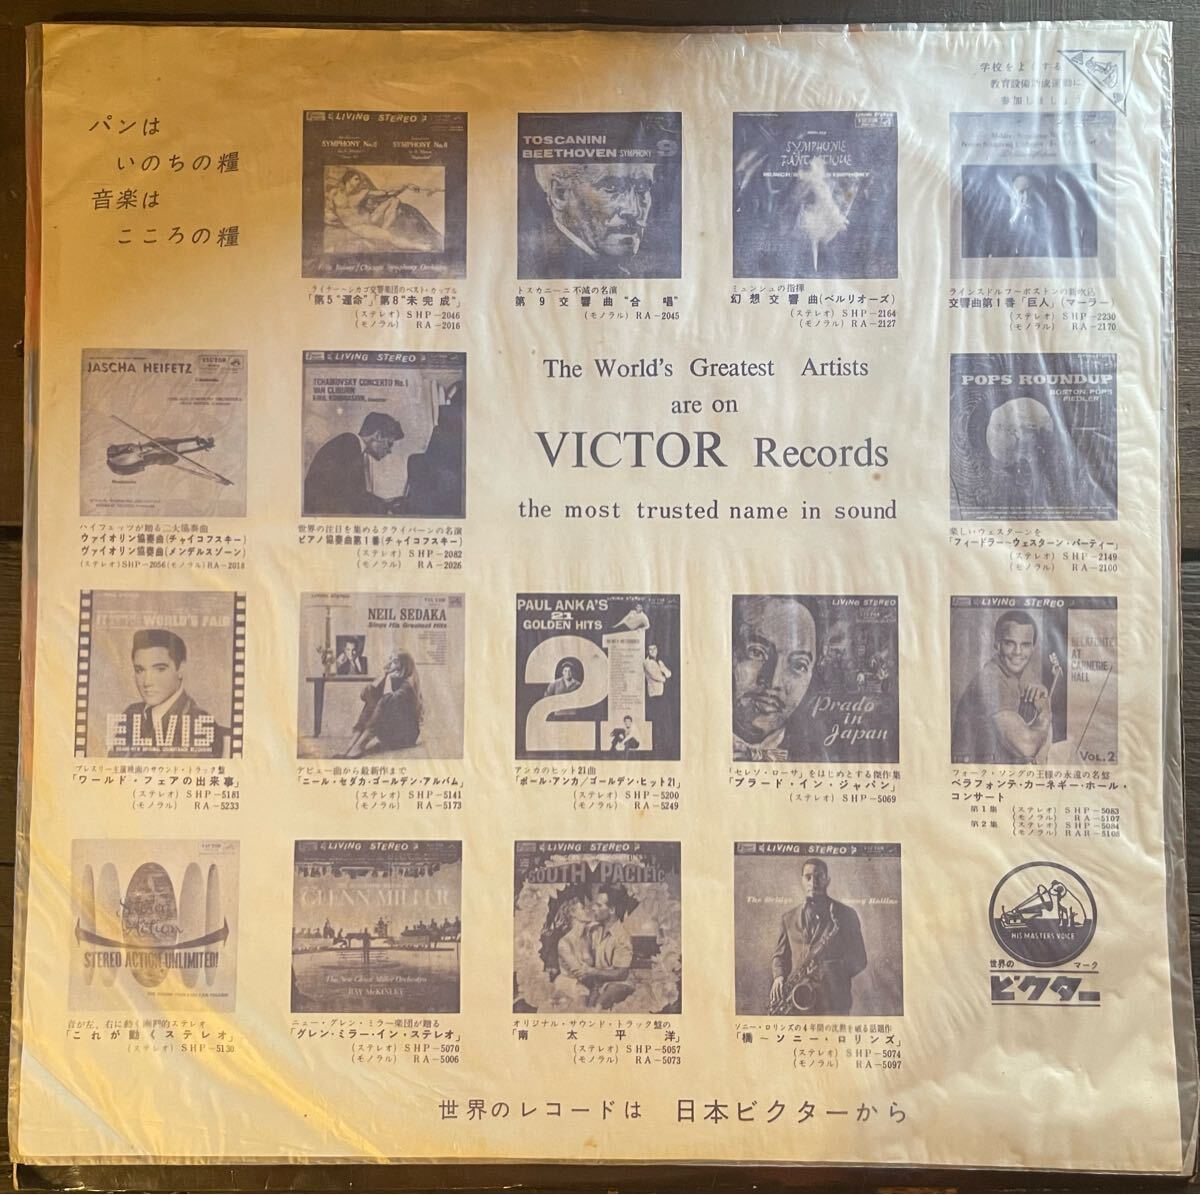 パンは
いのちの糧
音楽は
こころの糧
学校をよくする
教育設備助成運動に
参加しましょう
LIVING STEREO
SYMPHONY No.5
SYMPHONY No.8
Fritz Reiner / Chicago Symphony Orchestra
ライナー〜シカゴ交響楽団のベスト・カップル
「第5"運命"」「第8"未完成"」
(ステレオ) SHP-2046
(モノラル) RA-2016
TOSCANINI
BEETHOVEN SYMPHONY 9
トスカニーニ不滅の名演
第9交響曲"合唱"
(モノラル) RA-2045
SYMPHONIE
FANTASTIQUE
ミュンシュの指揮
幻想交響曲(ベルリオーズ)
(ステレオ) SHP-2164
(モノラル) RA-2127
ラインスドルフ〜ボストンの新吹込
交響曲第1番「巨人」(マーラー)
(ステレオ) SHP-2230
(モノラル) RA-2170
JASCHA HEIFETZ
ハイフェッツが贈る二大協奏曲
ヴァイオリン協奏曲(チャイコフスキー)
ヴァイオリン協奏曲(メンデルスゾーン)
(ステレオ) SHP-2056 (モノラル) RA-2018
LIVING STEREO
TCHAIKOVSKY CONCERTO No.1
VAN CLIBURN
KIRIL KONDRASHIN,
世界の注目を集めるクライバーンの名演
ピアノ協奏曲第1番(チャイコフスキー)
(ステレオ) SHP-2082
(モノラル) RA-2026
The World's Greatest Artists
are on
VICTOR Records
the most trusted name in sound
POPS ROUNDUP
BOSTON POPS
FIEDLER
楽しいウェスターンを
「フィードラー〜ウェスターン・パーティー」
(ステレオ) SHP-2149
(モノラル) RA-2100
IT HAPPENED AT THE WORLD'S FAIR
ELVIS
プレスリー主演映画のサウンド・トラック盤
「ワールド・フェアの出来事」
(ステレオ) SHP-5181
(モノラル) RA-5233
NEIL SEDAKA
Sings His Greatest Hits
デビュー曲から最新作まで
「ニール・セダカ・ゴールデン・アルバム」
(ステレオ) SHP-5141
(モノラル) RA-5173
PAUL ANKA'S
21
GOLDEN HITS
21
アンカのヒット21曲
「ポール・アンカ/ゴールデン・ヒット21」
(ステレオ) SHP-5200
(モノラル) RA-5249
LIVING STEREO
Prado
in
Japan
「セレソ・ローサ」をはじめとする傑作集
「プラード・イン・ジャパン」
(ステレオ) SHP-5069
LIVING STEREO
BELAFONTE
AT
CARNEGIE
HALL
VOL.2
フォーク・ソングの王様の永遠の名盤
ベラフォンテ・カーネギー・ホール・
コンサート
第1集 (ステレオ) SHP-5083
(モノラル) RA-5107
第2集 (ステレオ) SHP-5084
(モノラル) RAR-5108
Stereo
Action
STEREO ACTION UNLIMITED!
音が左、右に動く画期的ステレオ
「これが動くステレオ」
(ステレオ) SHP-5130
LIVING STEREO
GLENN MILLER
The New Glenn Miller Orchestra
RAY McKINLEY
ニュー・グレン・ミラー楽団が贈る
「グレン・ミラー・イン・ステレオ」
(ステレオ) SHP-5070
(モノラル) RA-5006
LIVING STEREO
SOUTH PACIFIC
オリジナル・サウンド・トラック盤の
「南太平洋」
(ステレオ) SHP-5057
(モノラル) RA-5073
LIVING STEREO
The Bridge
Sonny Rollins
ソニー・ロリンズの4年間の沈黙を破る話題作
「橋〜ソニー・ロリンズ」
(ステレオ) SHP-5074
(モノラル) RA-5097
HIS MASTERS VOICE
世界の マーク
ビクター
世界のレコードは 日本ビクターから